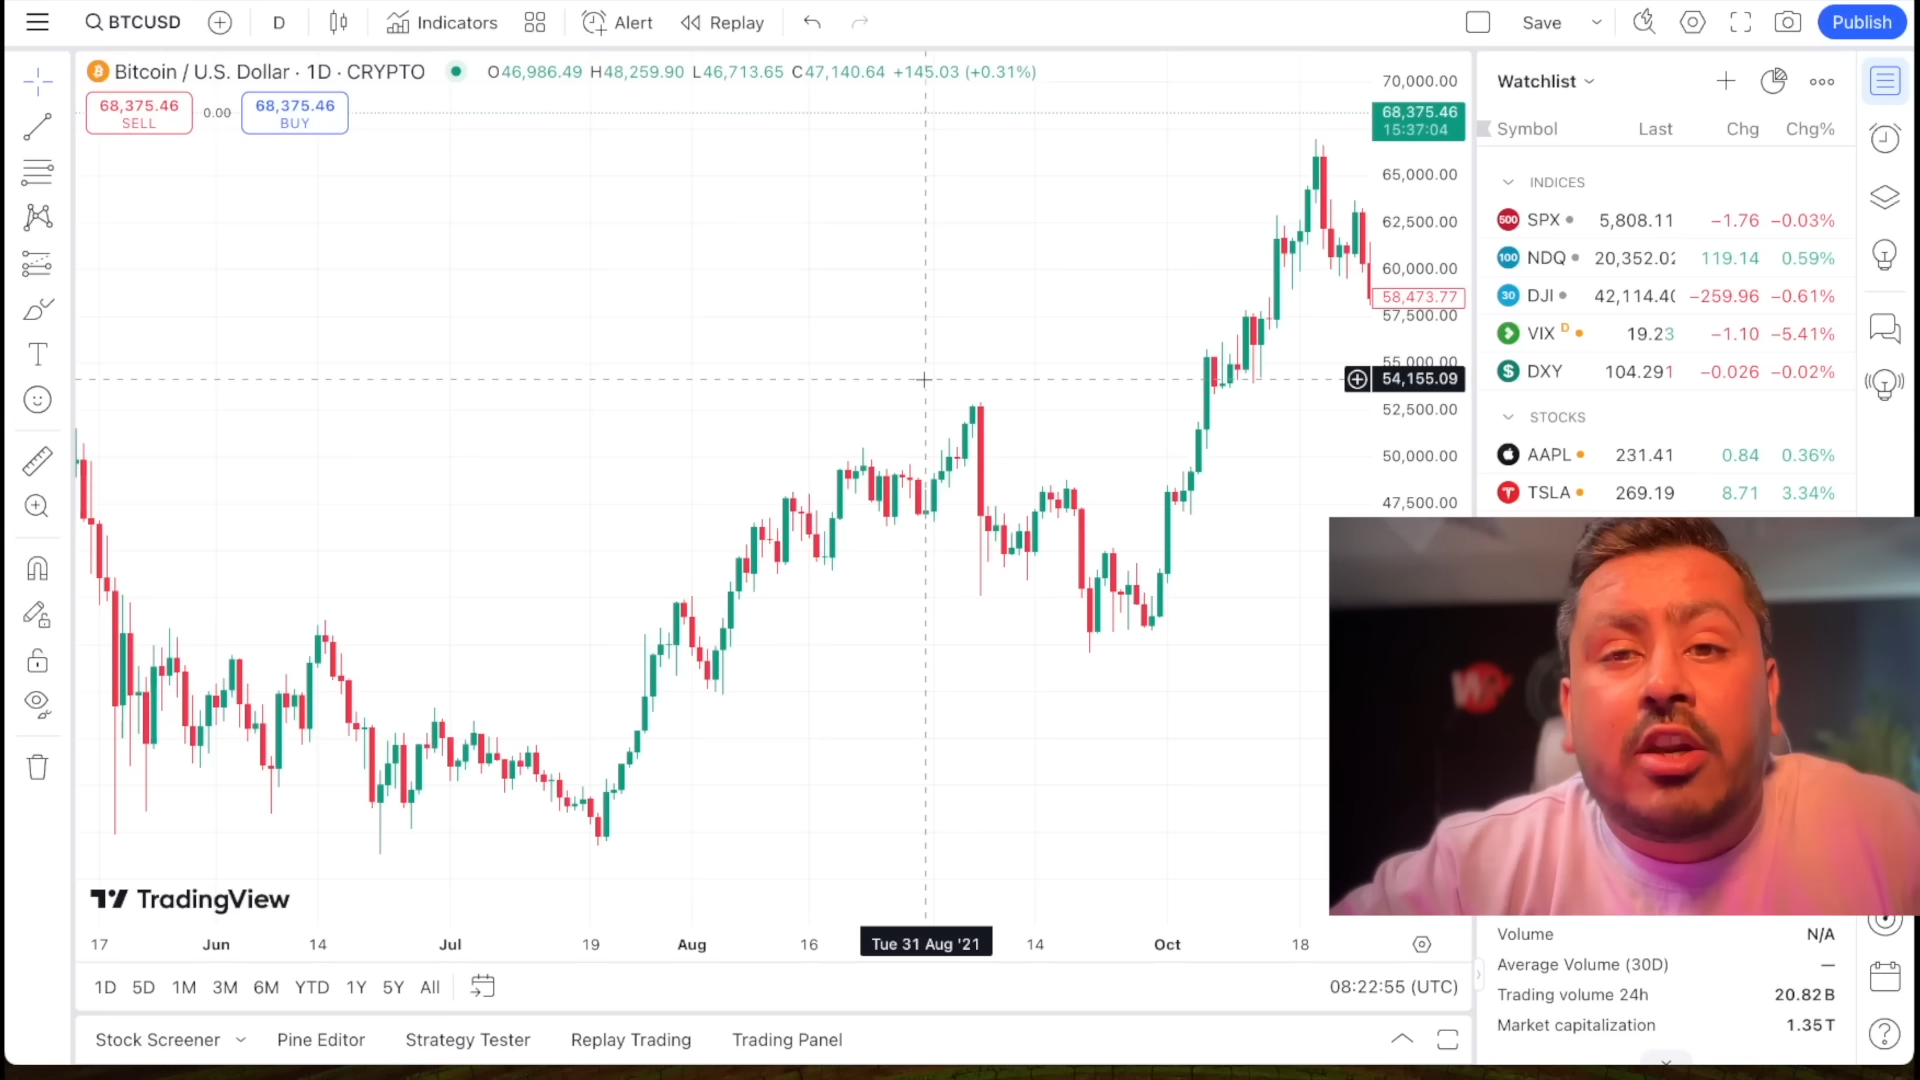 BTCUSD D Indicators Alert Replay Save Publish
Bitcoin / U.S. Dollar · 1D · CRYPTO O46,986.49 H48,259.90 L46,713.65 C47,140.64 +145.03 (+0.31%)
68,375.46 SELL 0.00 68,375.46 BUY
70,000.00
68,375.46
15:37:04
65,000.00
62,500.00
60,000.00
58,473.77
57,500.00
55,000.00
54,155.09
52,500.00
50,000.00
47,500.00
TradingView
17 Jun 14 Jul 19 Aug 16 Tue 31 Aug '21 14 Oct 18
1D 5D 1M 3M 6M YTD 1Y 5Y All 08:22:55 (UTC)
Stock Screener Pine Editor Strategy Tester Replay Trading Trading Panel
Watchlist
Symbol Last Chg Chg%
INDICES
500 SPX 5,808.11 −1.76 −0.03%
100 NDQ 20,352.02 119.14 0.59%
30 DJI 42,114.40 −259.96 −0.61%
VIX D 19.23 −1.10 −5.41%
$ DXY 104.291 −0.026 −0.02%
STOCKS
AAPL 231.41 0.84 0.36%
TSLA 269.19 8.71 3.34%
Volume N/A
Average Volume (30D) —
Trading volume 24h 20.82B
Market capitalization 1.35T